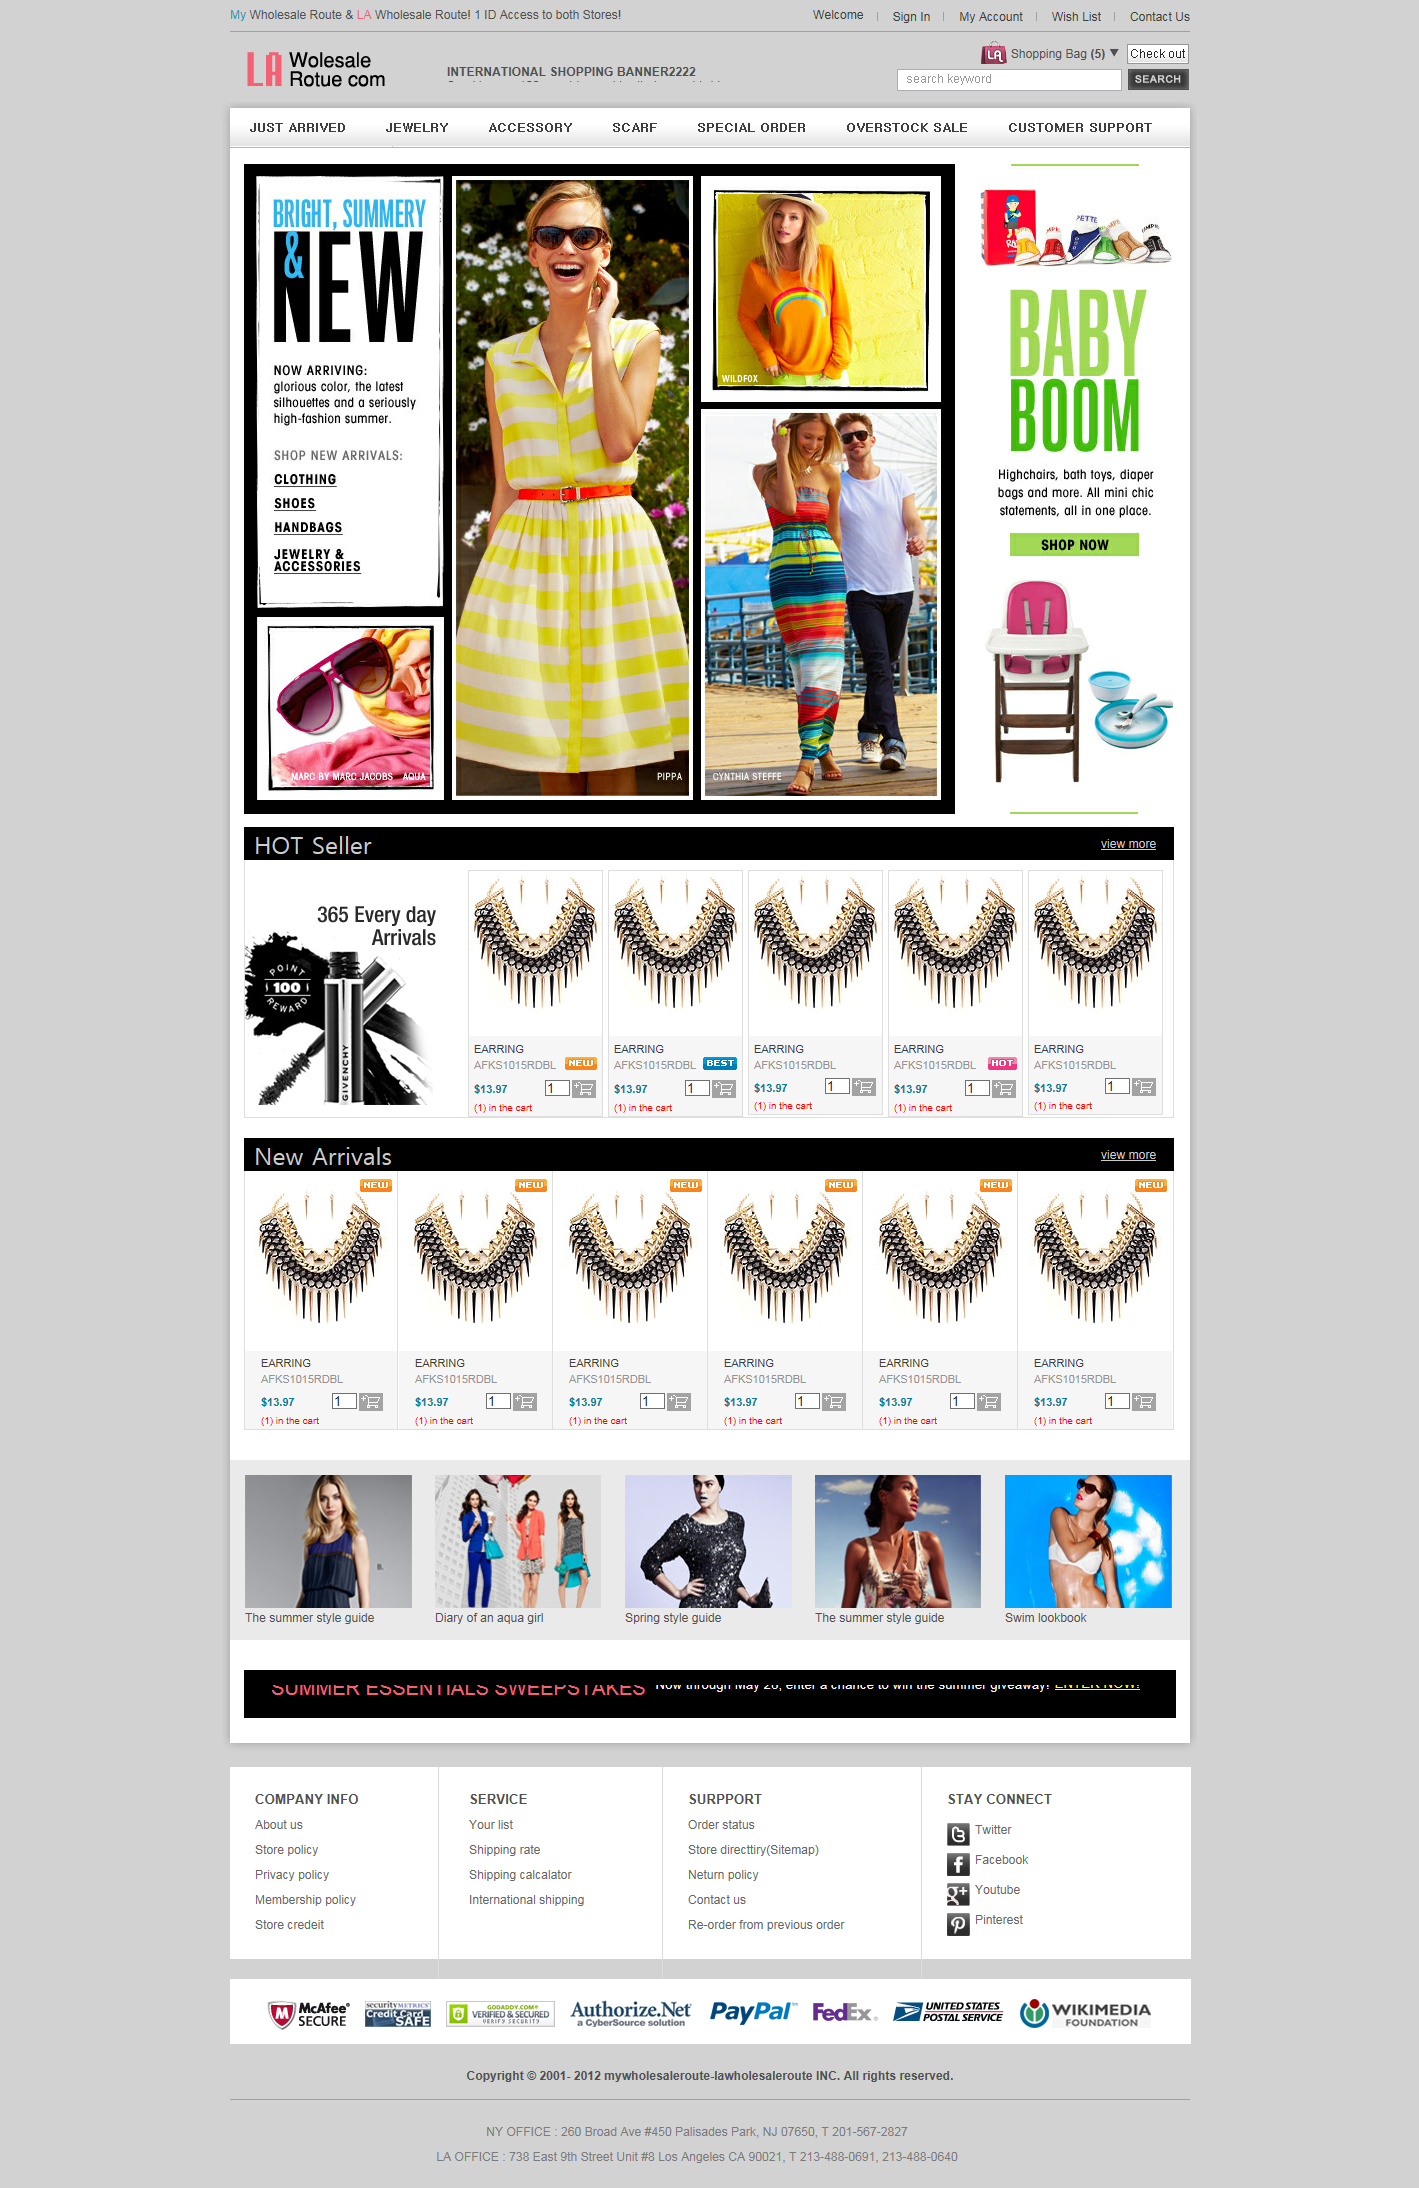 My Wholesale Route & LA Wholesale Route! 1 ID Access to both Stores!
Welcome | Sign In | My Account | Wish List | Contact Us
LA Wolesale
Rotue com
INTERNATIONAL SHOPPING BANNER2222
LA Shopping Bag (5) ▼ Check out
search keyword SEARCH
JUST ARRIVED JEWELRY ACCESSORY SCARF SPECIAL ORDER OVERSTOCK SALE CUSTOMER SUPPORT
BRIGHT, SUMMERY
&
NEW
NOW ARRIVING:
glorious color, the latest
silhouettes and a seriously
high-fashion summer.
SHOP NEW ARRIVALS:
CLOTHING
SHOES
HANDBAGS
JEWELRY &
ACCESSORIES
MARC BY MARC JACOBS AQUA
PIPPA
WILDFOX
CYNTHIA STEFFE
BABY
BOOM
Highchairs, bath toys, diaper
bags and more. All mini chic
statements, all in one place.
SHOP NOW
HOT Seller view more
365 Every day
Arrivals
POINT
100
REWARD
GIVENCHY
EARRING EARRING EARRING EARRING EARRING
AFKS1015RDBL NEW AFKS1015RDBL BEST AFKS1015RDBL AFKS1015RDBL HOT AFKS1015RDBL
$13.97 1 $13.97 1 $13.97 1 $13.97 1 $13.97 1
(1) in the cart (1) in the cart (1) in the cart (1) in the cart (1) in the cart
New Arrivals view more
NEW NEW NEW NEW NEW NEW
EARRING EARRING EARRING EARRING EARRING EARRING
AFKS1015RDBL AFKS1015RDBL AFKS1015RDBL AFKS1015RDBL AFKS1015RDBL AFKS1015RDBL
$13.97 1 $13.97 1 $13.97 1 $13.97 1 $13.97 1 $13.97 1
(1) in the cart (1) in the cart (1) in the cart (1) in the cart (1) in the cart (1) in the cart
The summer style guide Diary of an aqua girl Spring style guide The summer style guide Swim lookbook
SUMMER ESSENTIALS SWEEPSTAKES Now through May 28, enter a chance to win the summer giveaway! ENTER NOW!
COMPANY INFO
About us
Store policy
Privacy policy
Membership policy
Store credeit
SERVICE
Your list
Shipping rate
Shipping calcalator
International shipping
SURPPORT
Order status
Store directtiry(Sitemap)
Neturn policy
Contact us
Re-order from previous order
STAY CONNECT
Twitter
Facebook
Youtube
Pinterest
McAfee SECURE
securityMETRICS Credit Card SAFE
GODADDY.COM VERIFIED & SECURED VERIFY SECURITY
Authorize.Net a CyberSource solution
PayPal
FedEx
UNITED STATES POSTAL SERVICE
WIKIMEDIA FOUNDATION
Copyright © 2001- 2012 mywholesaleroute-lawholesaleroute INC. All rights reserved.
NY OFFICE : 260 Broad Ave #450 Palisades Park, NJ 07650, T 201-567-2827
LA OFFICE : 738 East 9th Street Unit #8 Los Angeles CA 90021, T 213-488-0691, 213-488-0640